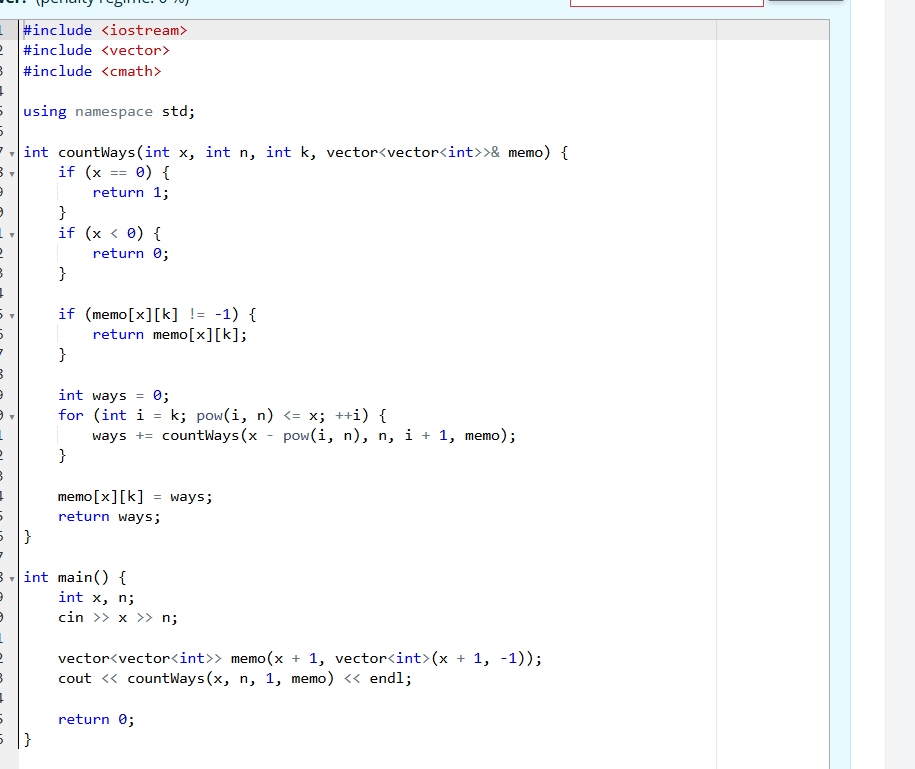 (penalty regime: 0 %)
#include <iostream>
#include <vector>
#include <cmath>
using namespace std;
int countWays(int x, int n, int k, vector<vector<int>>& memo) {
if (x == 0) {
return 1;
}
if (x < 0) {
return 0;
}
if (memo[x][k] != -1) {
return memo[x][k];
}
int ways = 0;
for (int i = k; pow(i, n) <= x; ++i) {
ways += countWays(x - pow(i, n), n, i + 1, memo);
}
memo[x][k] = ways;
return ways;
}
int main() {
int x, n;
cin >> x >> n;
vector<vector<int>> memo(x + 1, vector<int>(x + 1, -1));
cout << countWays(x, n, 1, memo) << endl;
return 0;
}